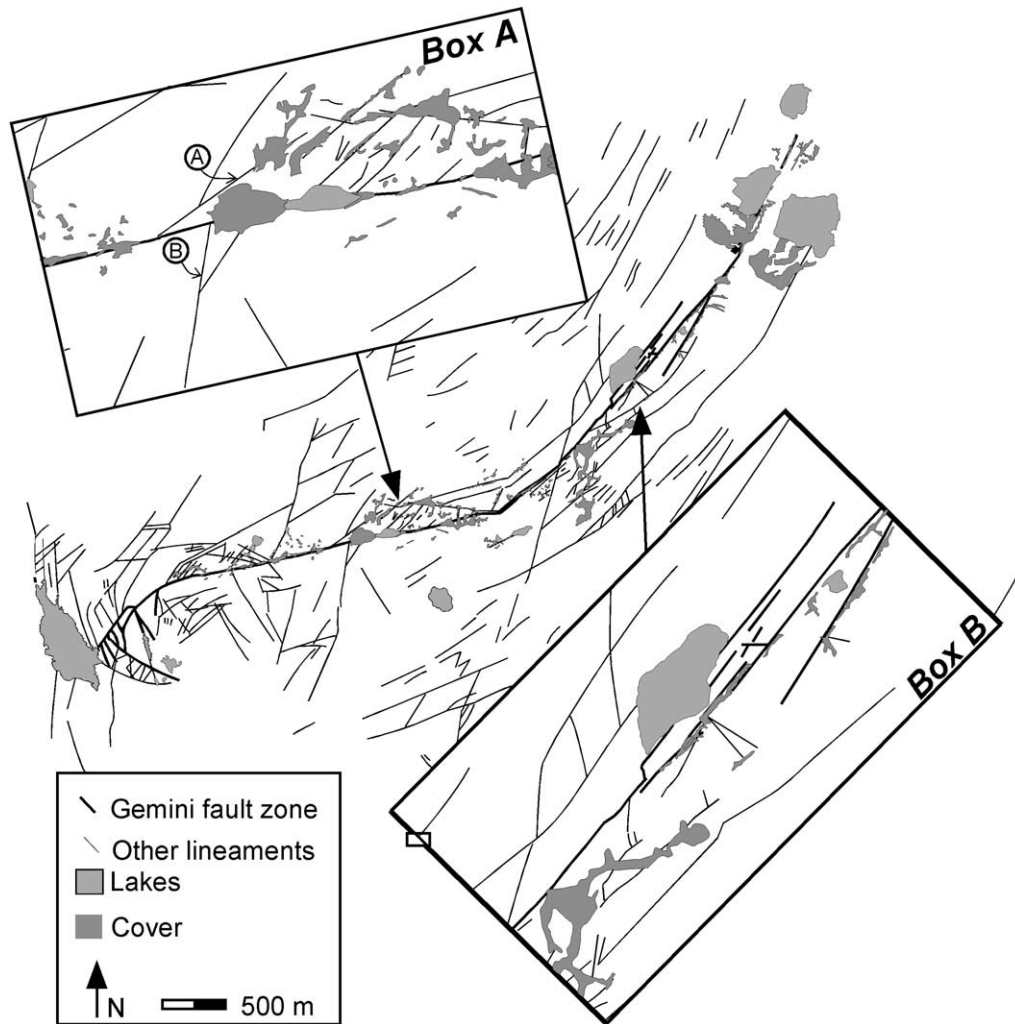 Box A
A
B
Box B
Gemini fault zone
Other lineaments
Lakes
Cover
N 500 m